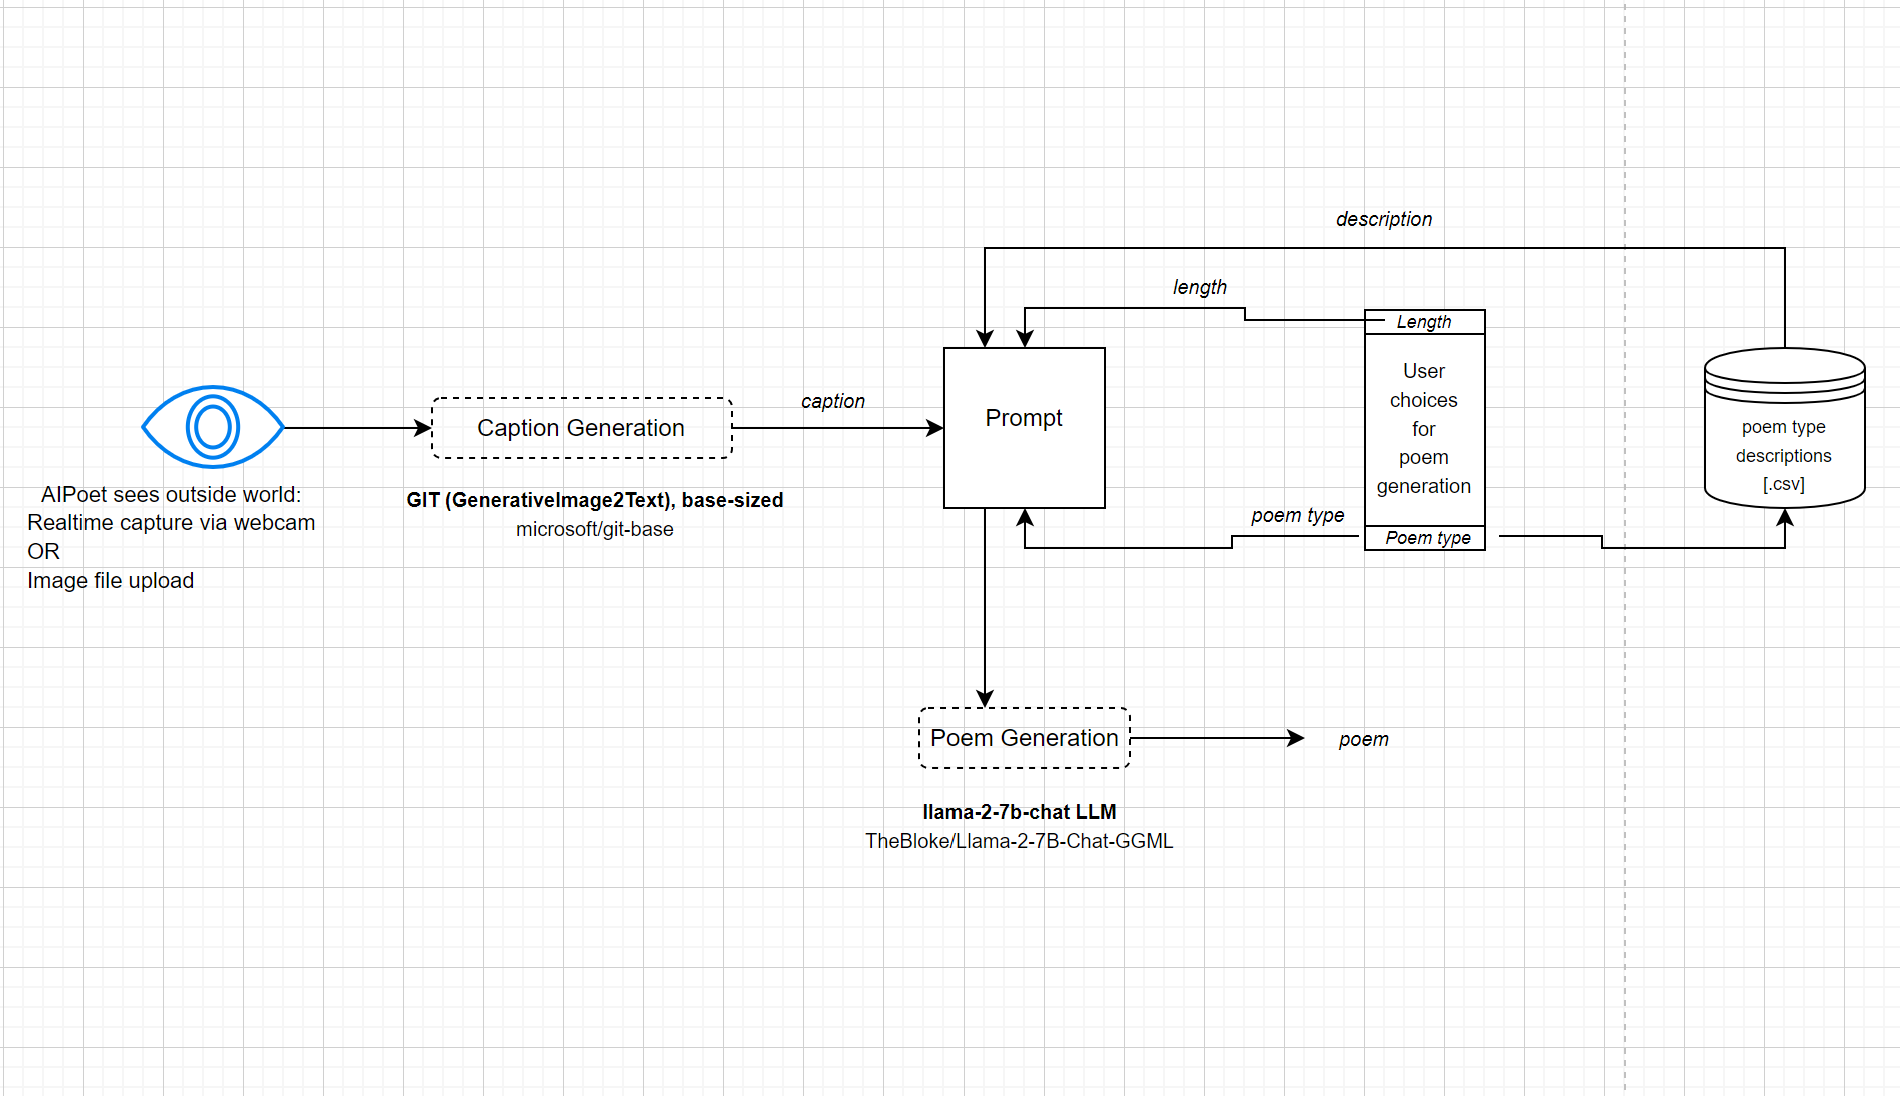 description
length
Length
User
choices
for
poem
generation
Poem type
poem type
descriptions
[.csv]
caption
Caption Generation
Prompt
GIT (GenerativeImage2Text), base-sized
microsoft/git-base
AIPoet sees outside world:
Realtime capture via webcam
OR
Image file upload
poem type
Poem Generation
poem
llama-2-7b-chat LLM
TheBloke/Llama-2-7B-Chat-GGML